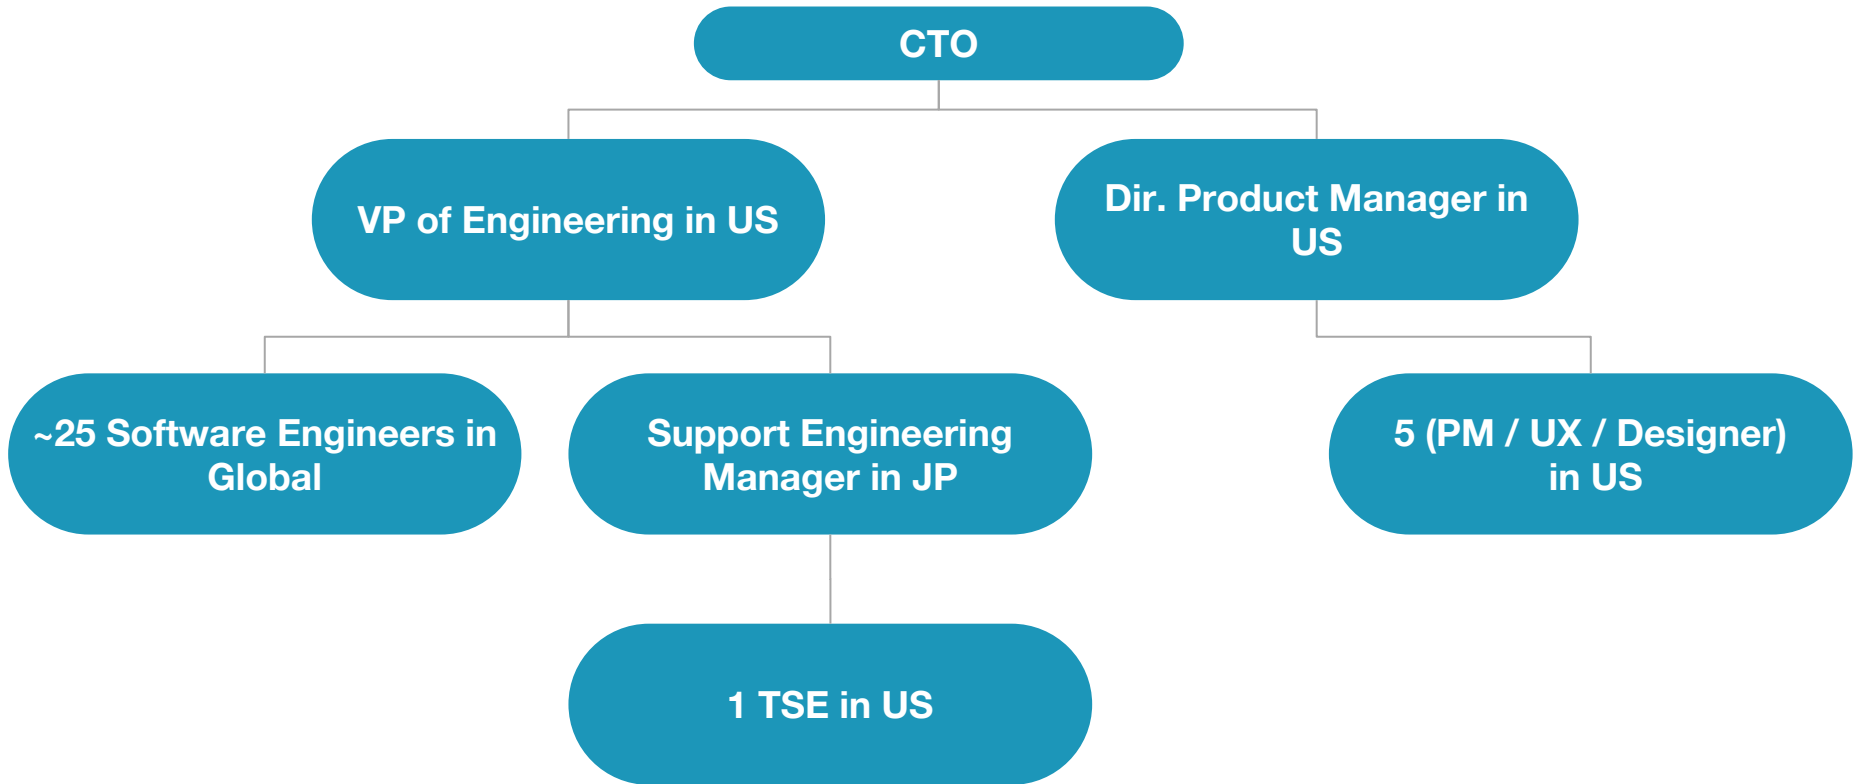 CTO
VP of Engineering in US
Dir. Product Manager in
US
~25 Software Engineers in
Global
Support Engineering
Manager in JP
5 (PM / UX / Designer)
in US
1 TSE in US